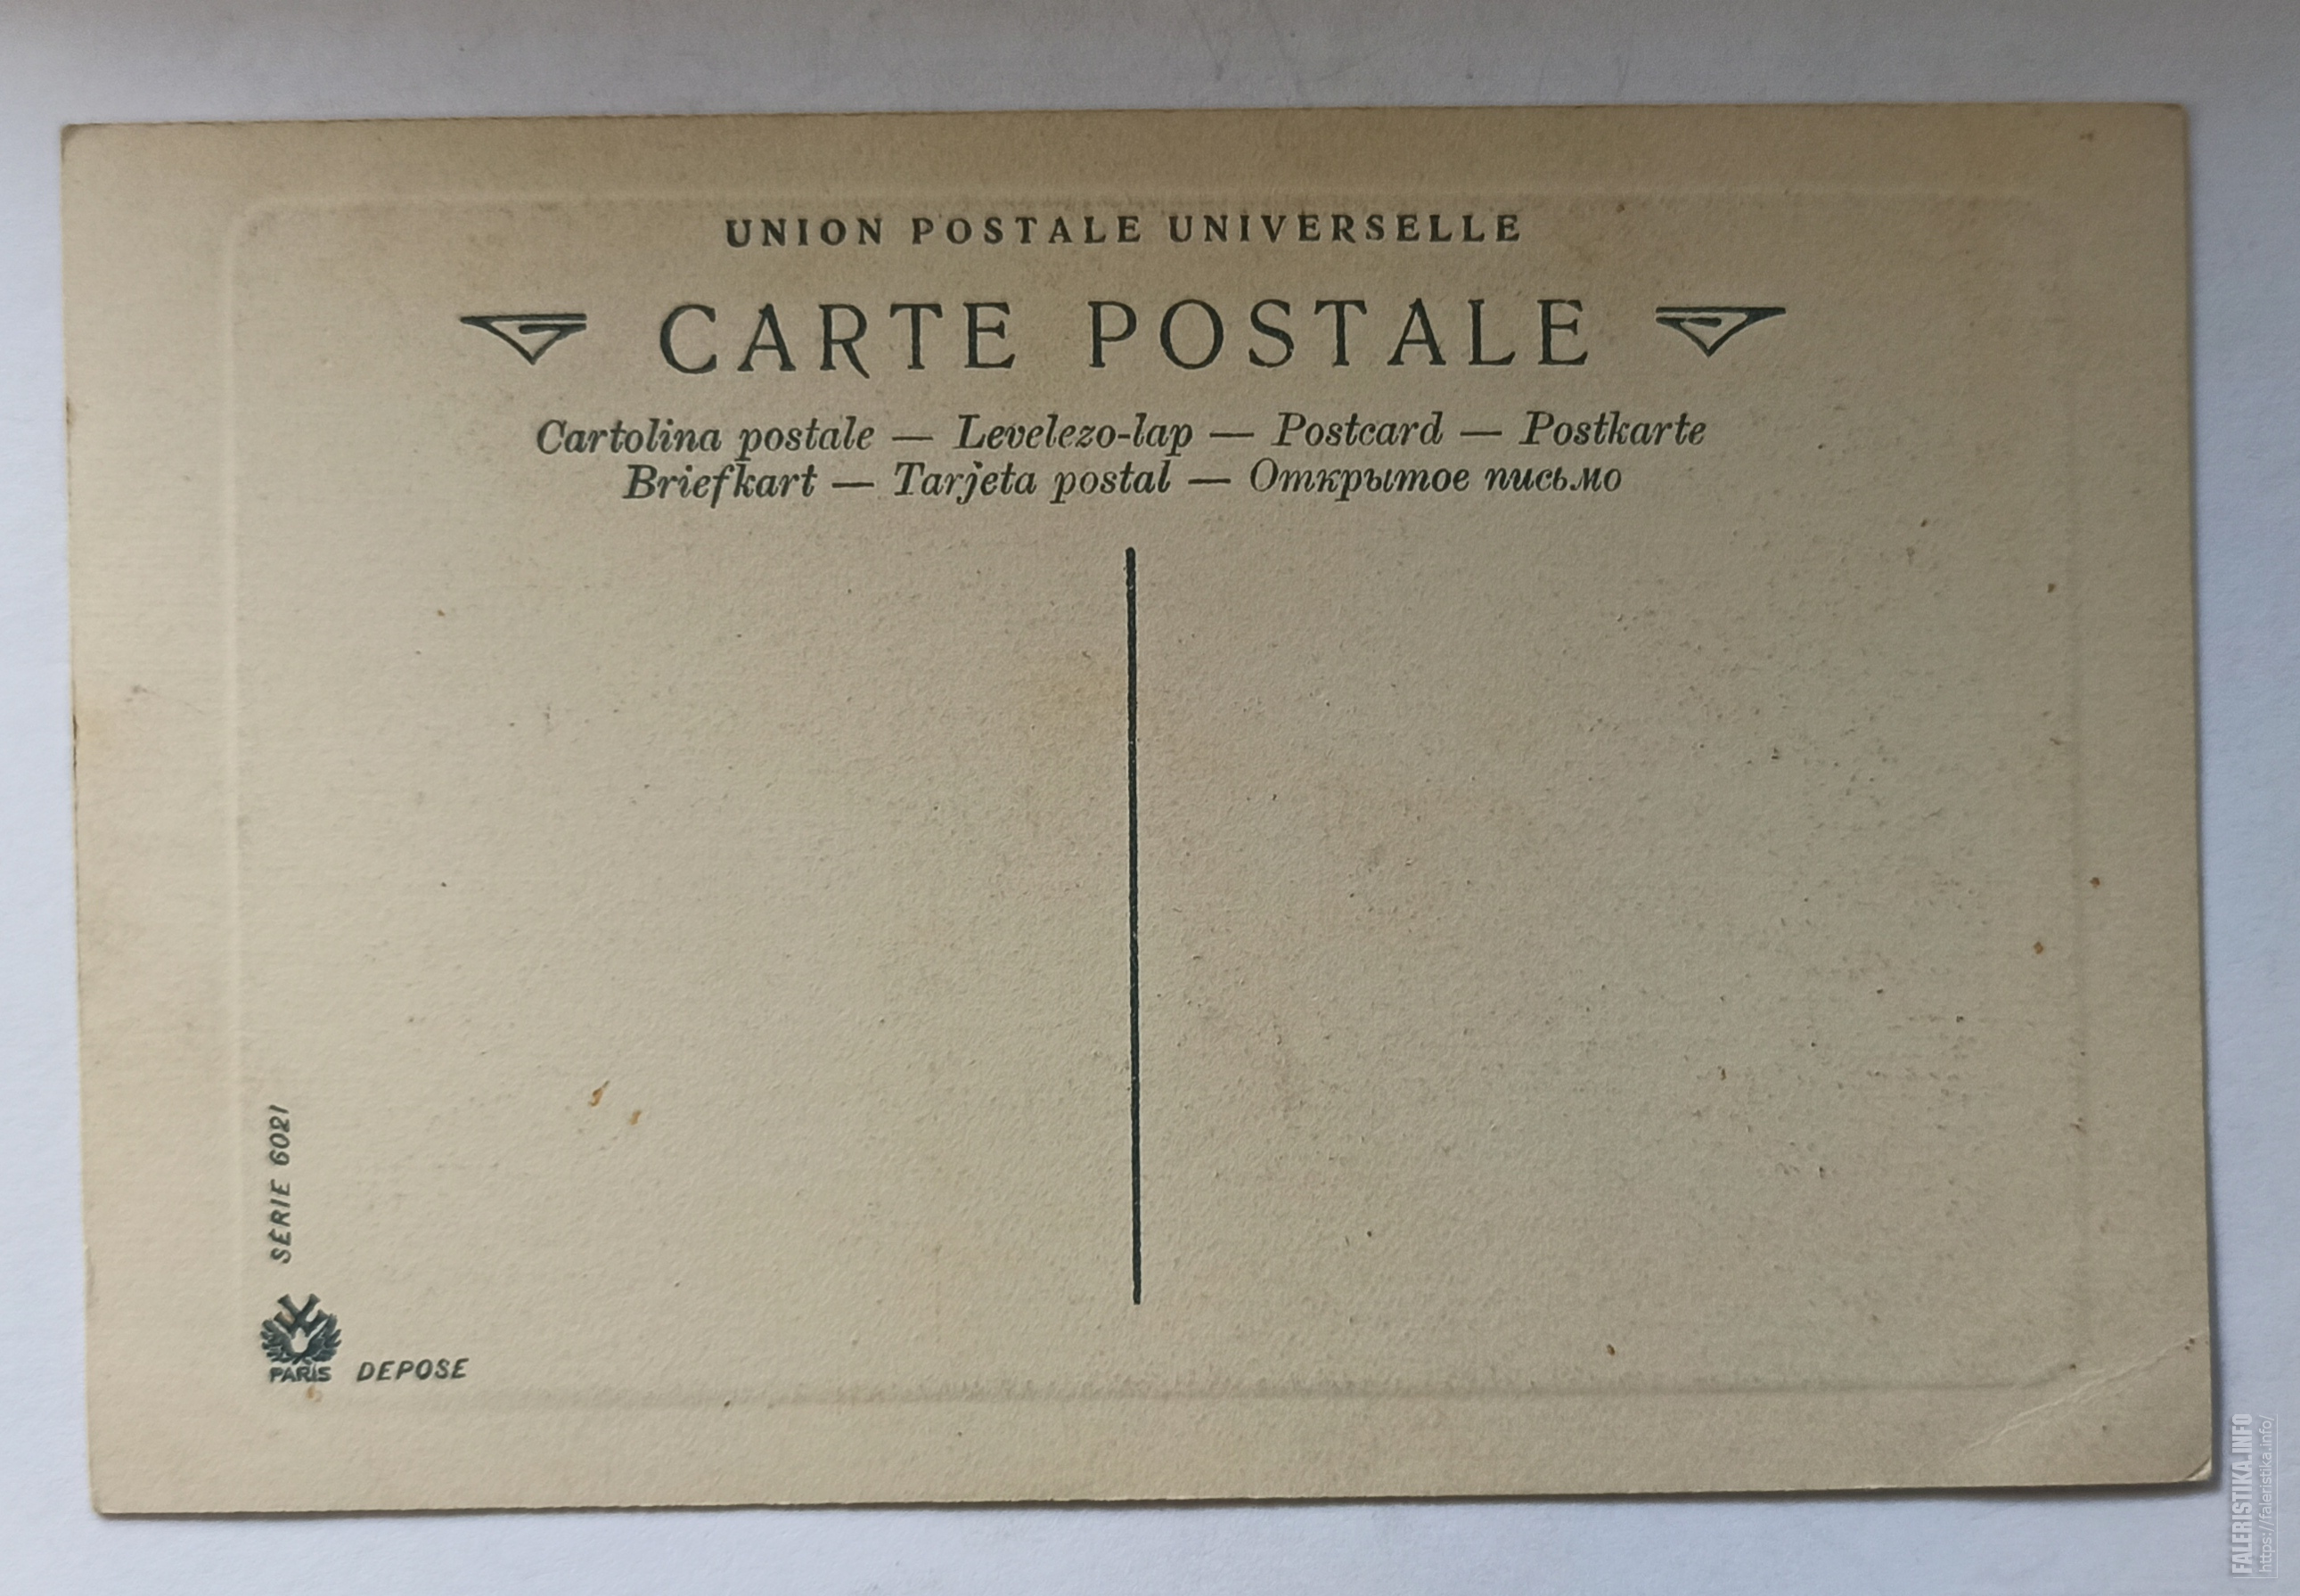 UNION POSTALE UNIVERSELLE
CARTE POSTALE
Cartolina postale — Levelezo-lap — Postcard — Postkarte
Briefkart — Tarjeta postal — Открытое письмо
SERIE 6021
PARIS
DEPOSE
FALERISTIKA.INFO
https://faleristika.info/